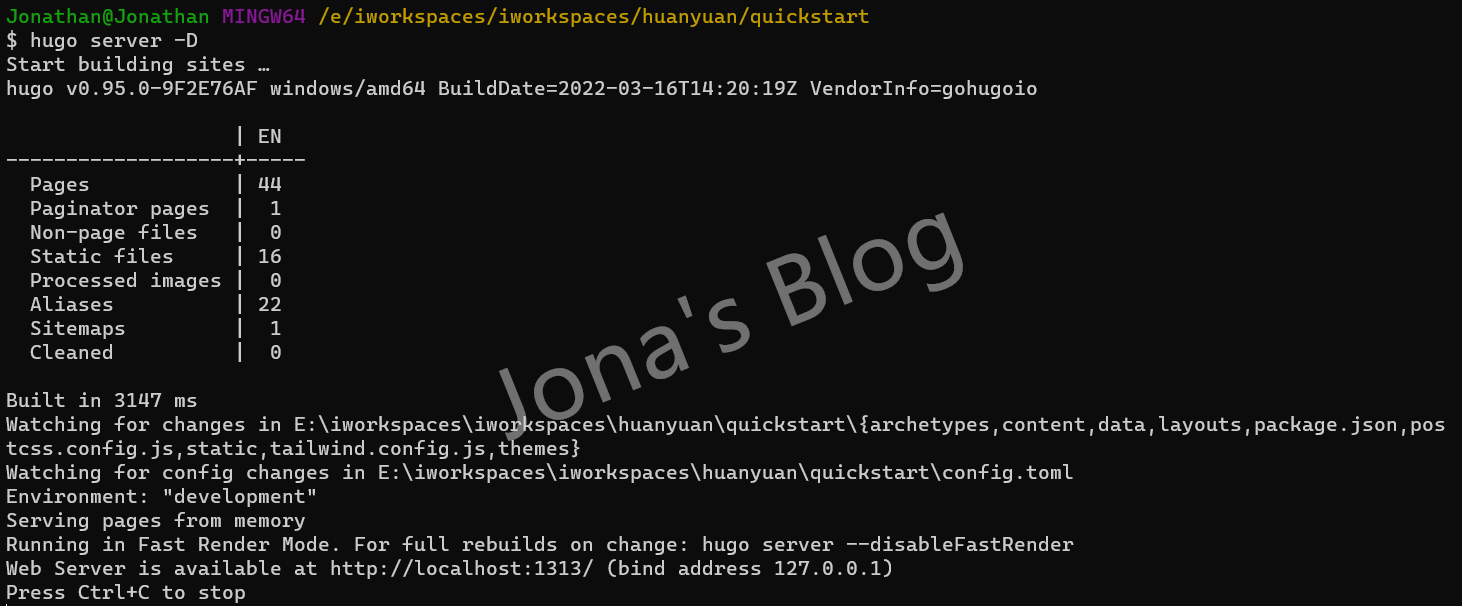 Jonathan@Jonathan MINGW64 /e/iworkspaces/iworkspaces/huanyuan/quickstart
$ hugo server -D
Start building sites …
hugo v0.95.0-9F2E76AF windows/amd64 BuildDate=2022-03-16T14:20:19Z VendorInfo=gohugoio
                   | EN
-------------------+-----
  Pages            | 44
  Paginator pages  |  1
  Non-page files   |  0
  Static files     | 16
  Processed images |  0
  Aliases          | 22
  Sitemaps         |  1
  Cleaned          |  0
Jona's Blog
Built in 3147 ms
Watching for changes in E:\iworkspaces\iworkspaces\huanyuan\quickstart\{archetypes,content,data,layouts,package.json,pos
tcss.config.js,static,tailwind.config.js,themes}
Watching for config changes in E:\iworkspaces\iworkspaces\huanyuan\quickstart\config.toml
Environment: "development"
Serving pages from memory
Running in Fast Render Mode. For full rebuilds on change: hugo server --disableFastRender
Web Server is available at http://localhost:1313/ (bind address 127.0.0.1)
Press Ctrl+C to stop